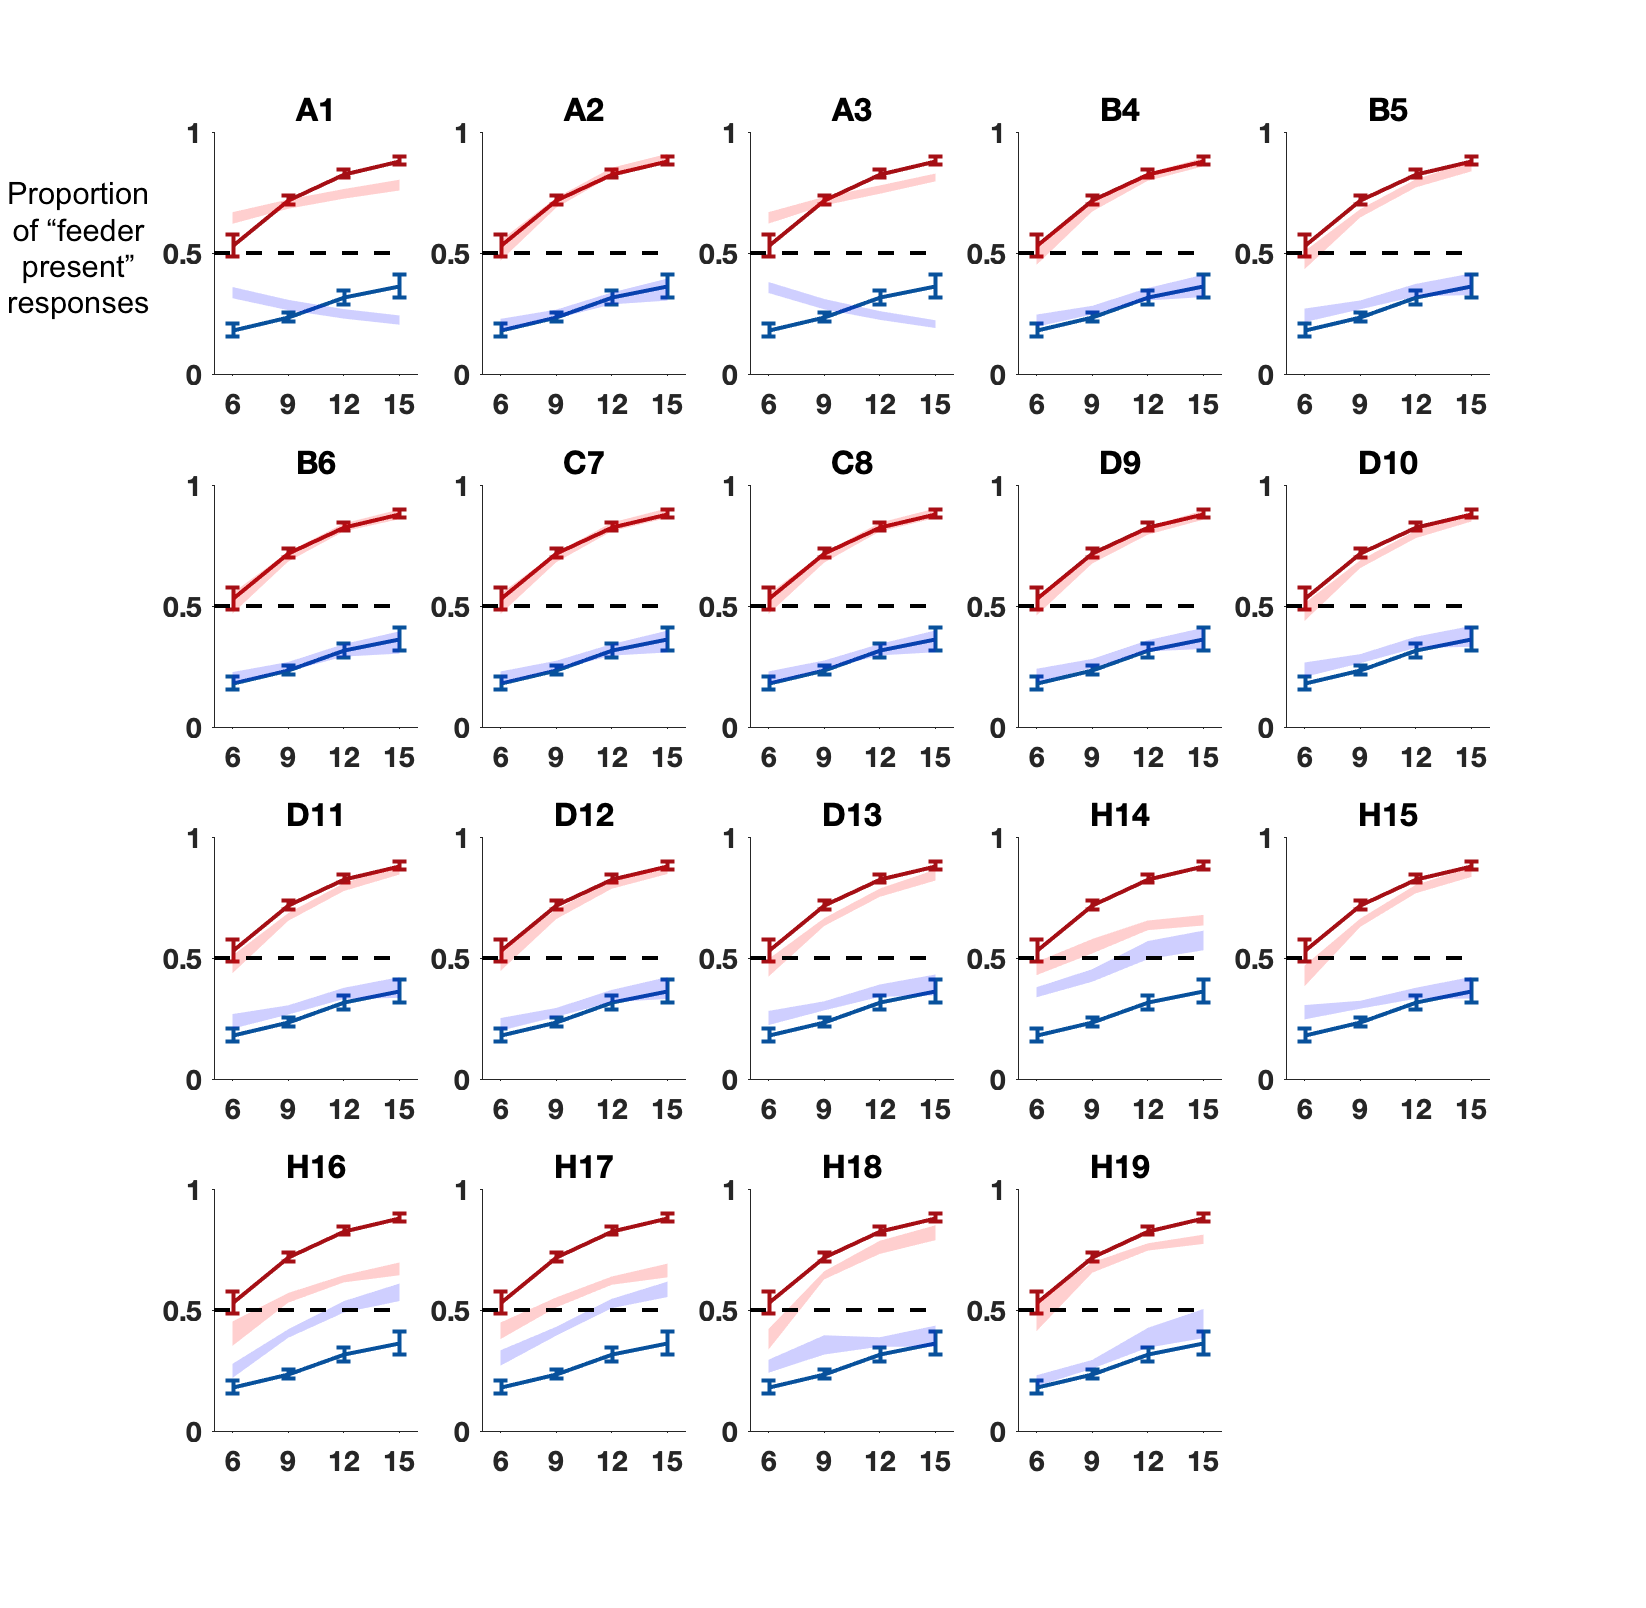 A1 A2 A3 B4 B5
1 1 1 1 1
Proportion
of “feeder
present”
responses
0.5 0.5 0.5 0.5 0.5
0 0 0 0 0
6 9 12 15 6 9 12 15 6 9 12 15 6 9 12 15 6 9 12 15
B6 C7 C8 D9 D10
1 1 1 1 1
0.5 0.5 0.5 0.5 0.5
0 0 0 0 0
6 9 12 15 6 9 12 15 6 9 12 15 6 9 12 15 6 9 12 15
D11 D12 D13 H14 H15
1 1 1 1 1
0.5 0.5 0.5 0.5 0.5
0 0 0 0 0
6 9 12 15 6 9 12 15 6 9 12 15 6 9 12 15 6 9 12 15
H16 H17 H18 H19
1 1 1 1
0.5 0.5 0.5 0.5
0 0 0 0
6 9 12 15 6 9 12 15 6 9 12 15 6 9 12 15